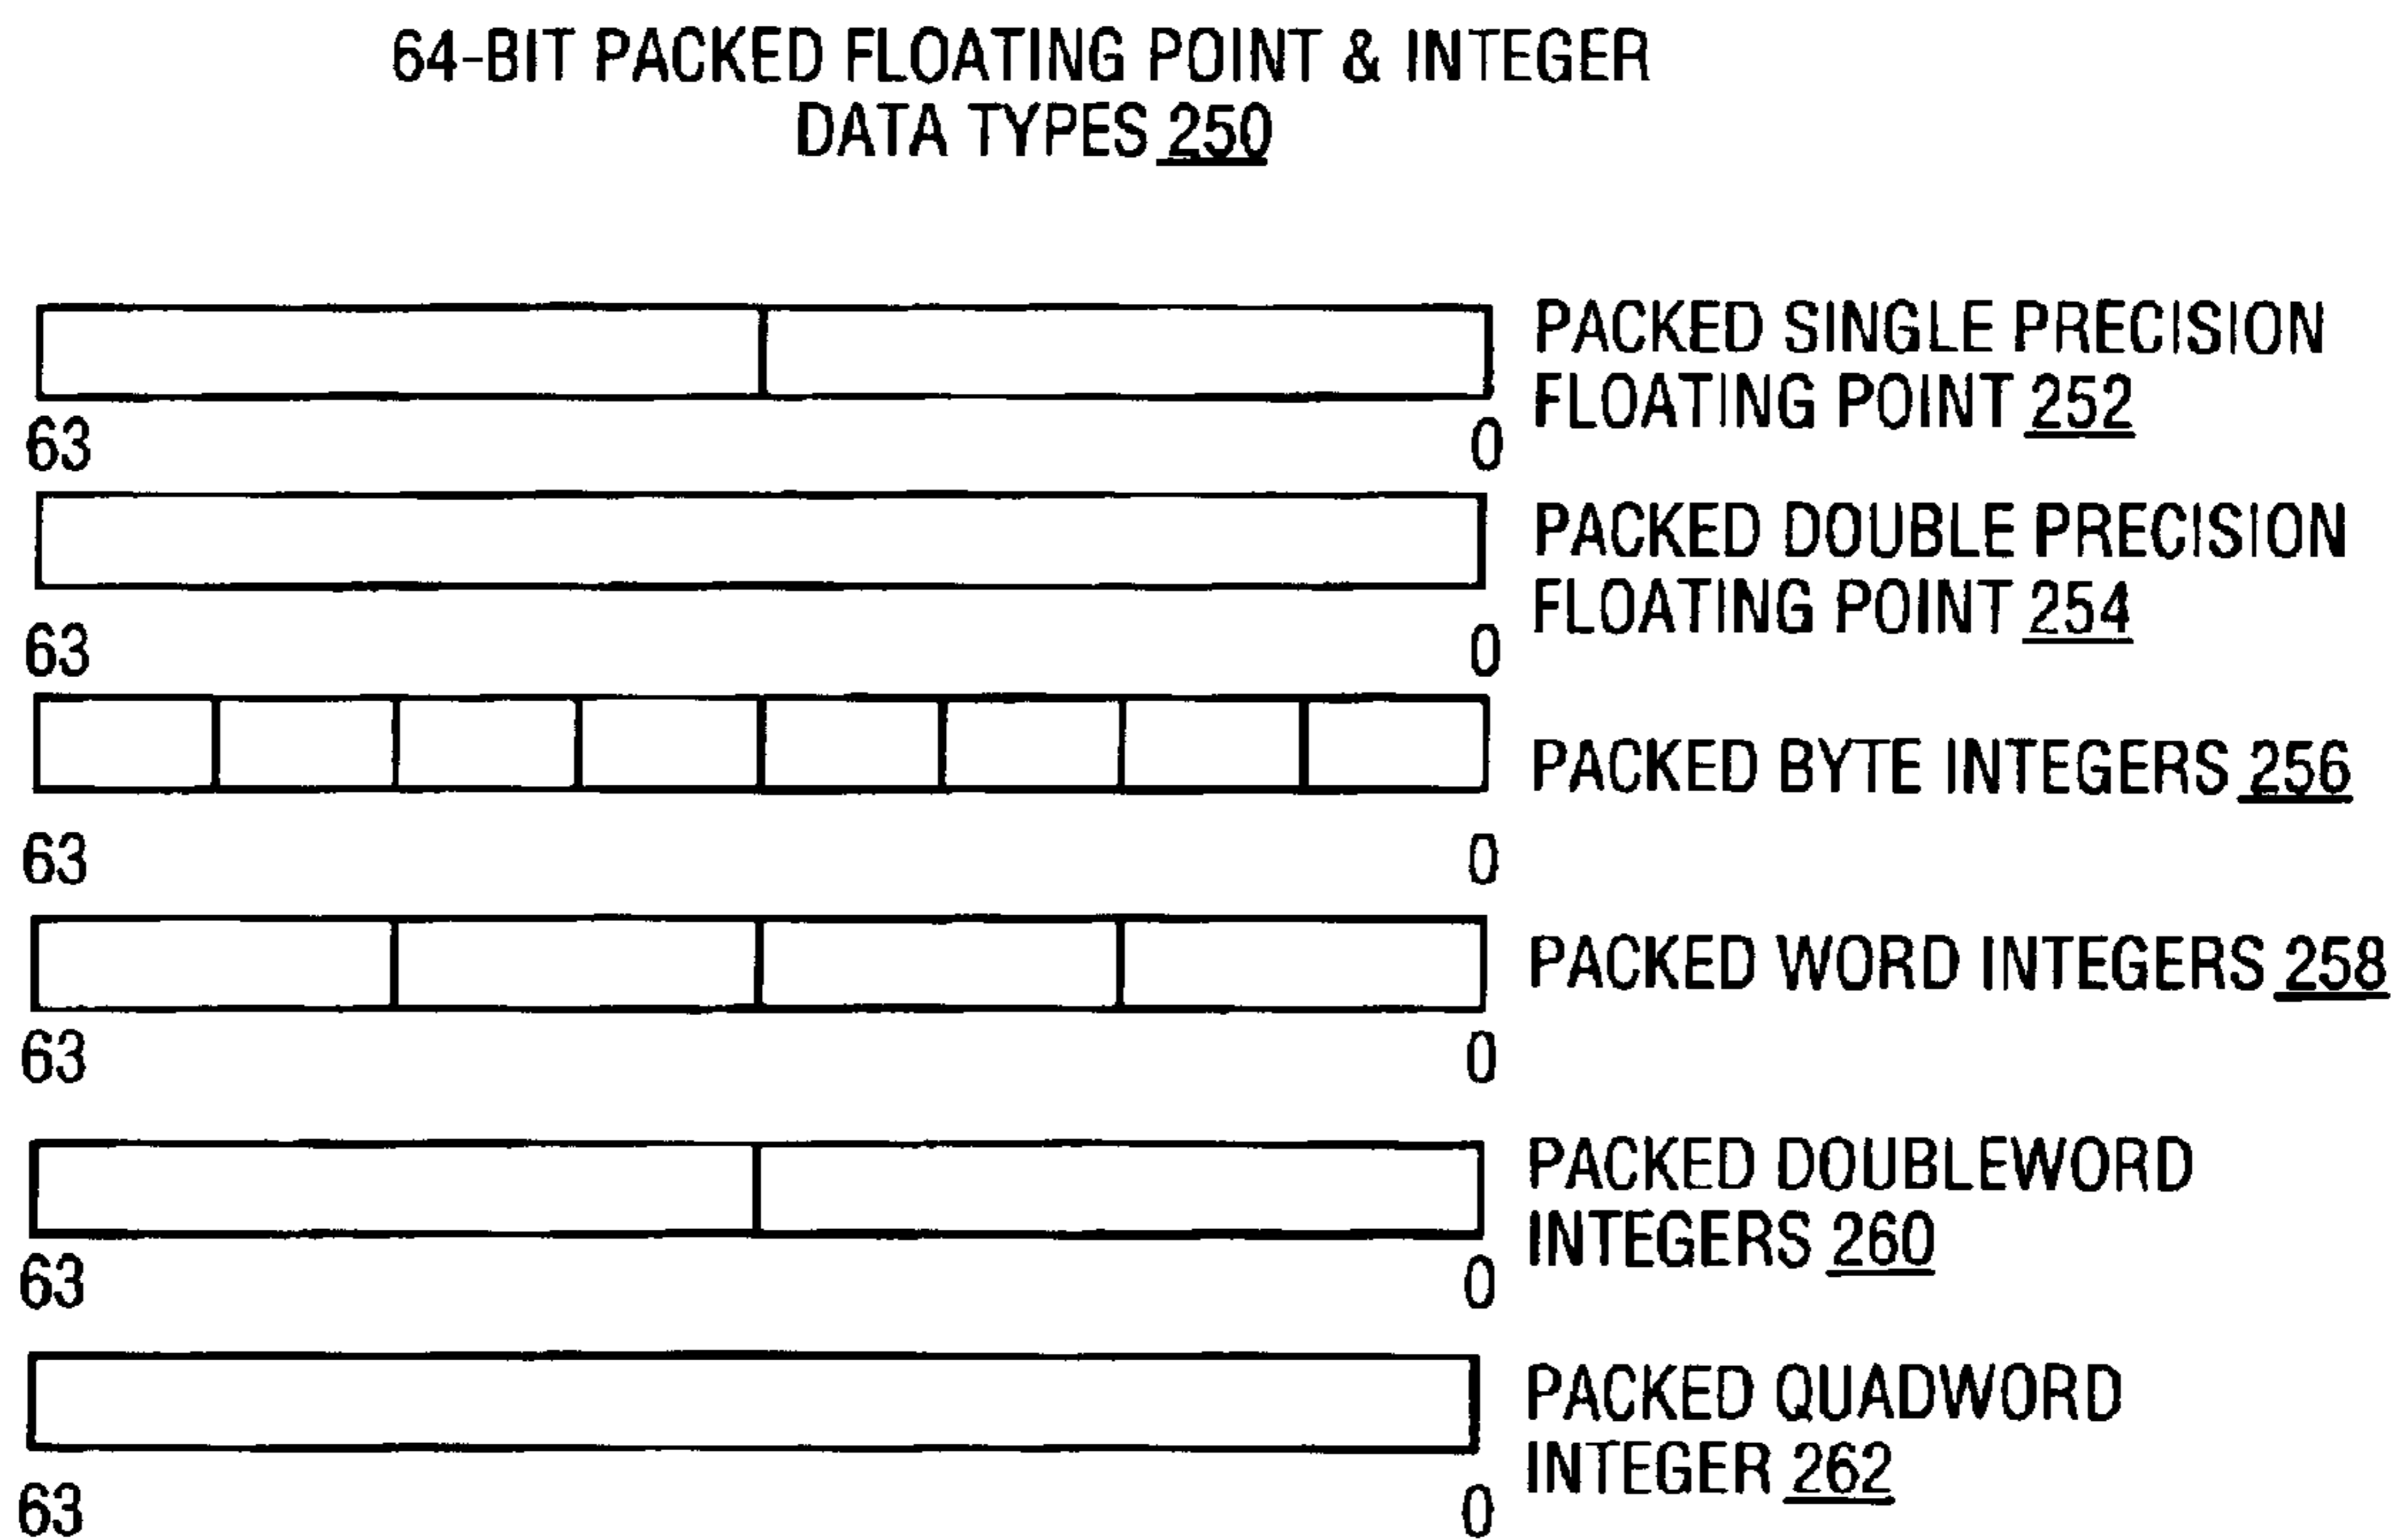 64-BIT PACKED FLOATING POINT & INTEGER
DATA TYPES 250
PACKED SINGLE PRECISION
FLOATING POINT 252
63 0
PACKED DOUBLE PRECISION
FLOATING POINT 254
63 0
PACKED BYTE INTEGERS 256
63 0
PACKED WORD INTEGERS 258
63 0
PACKED DOUBLEWORD
INTEGERS 260
63 0
PACKED QUADWORD
INTEGER 262
63 0